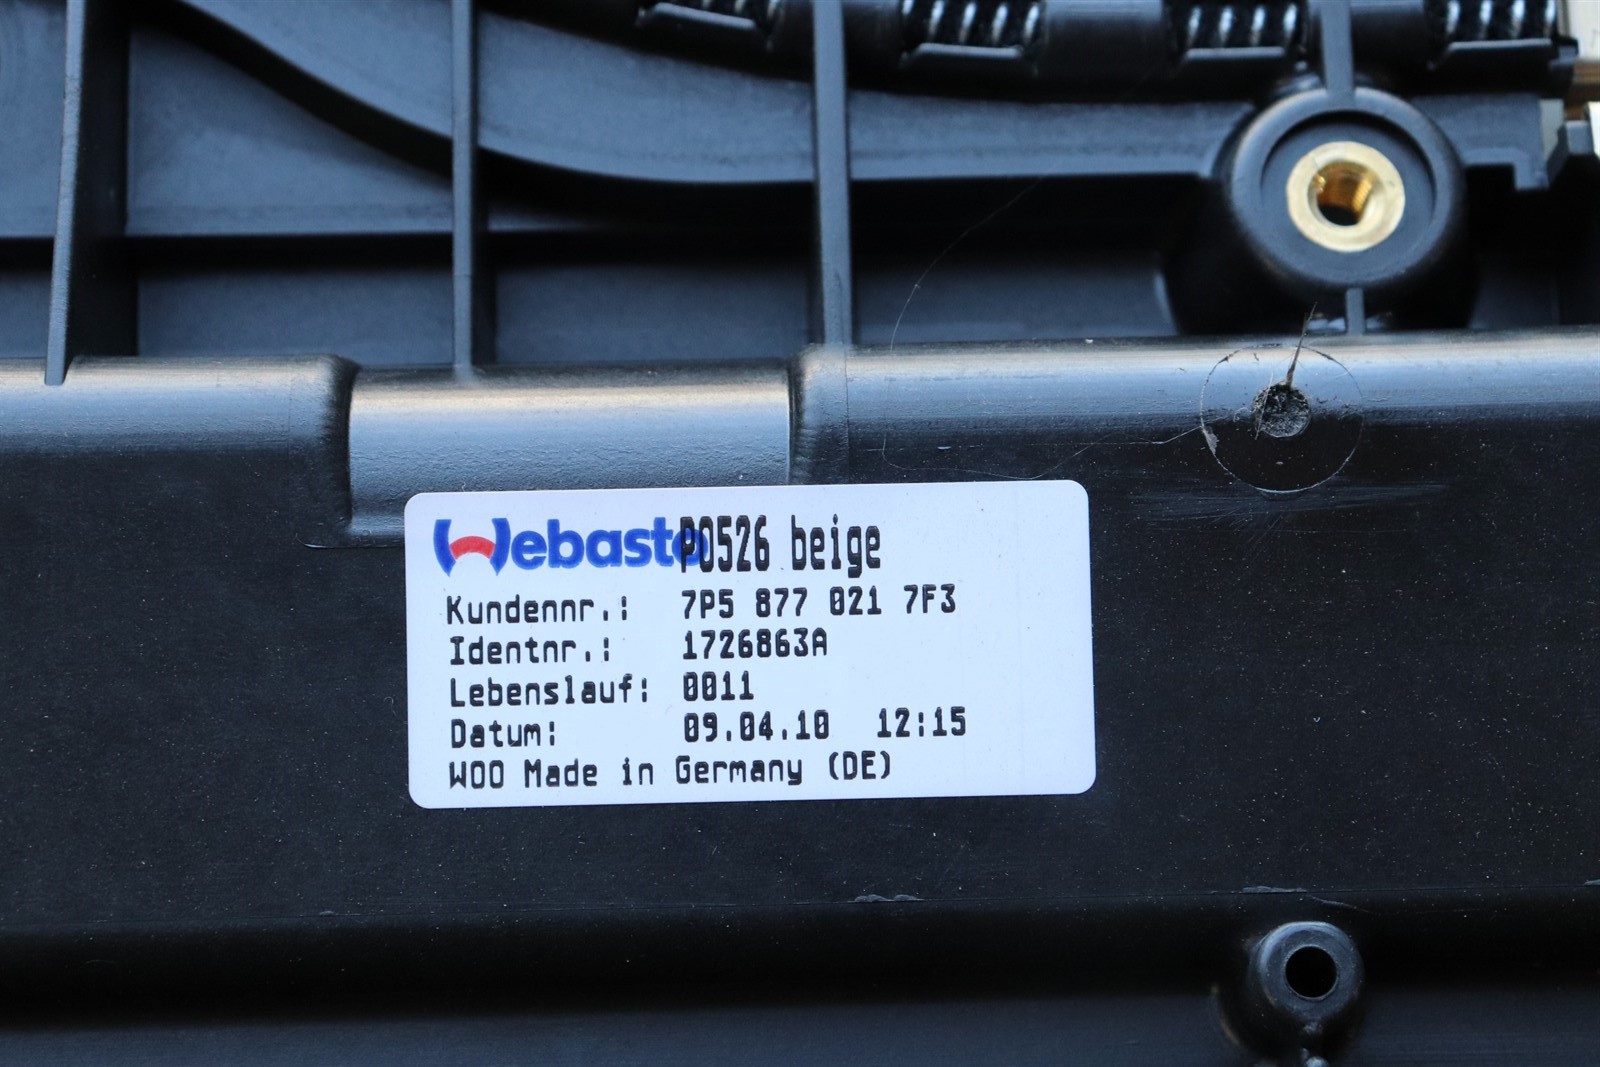 Webasto P0526 beige
Kundennr.: 7P5 877 021 7F3
Identnr.: 1726863A
Lebenslauf: 0011
Datum: 09.04.10 12:15
W00 Made in Germany (DE)